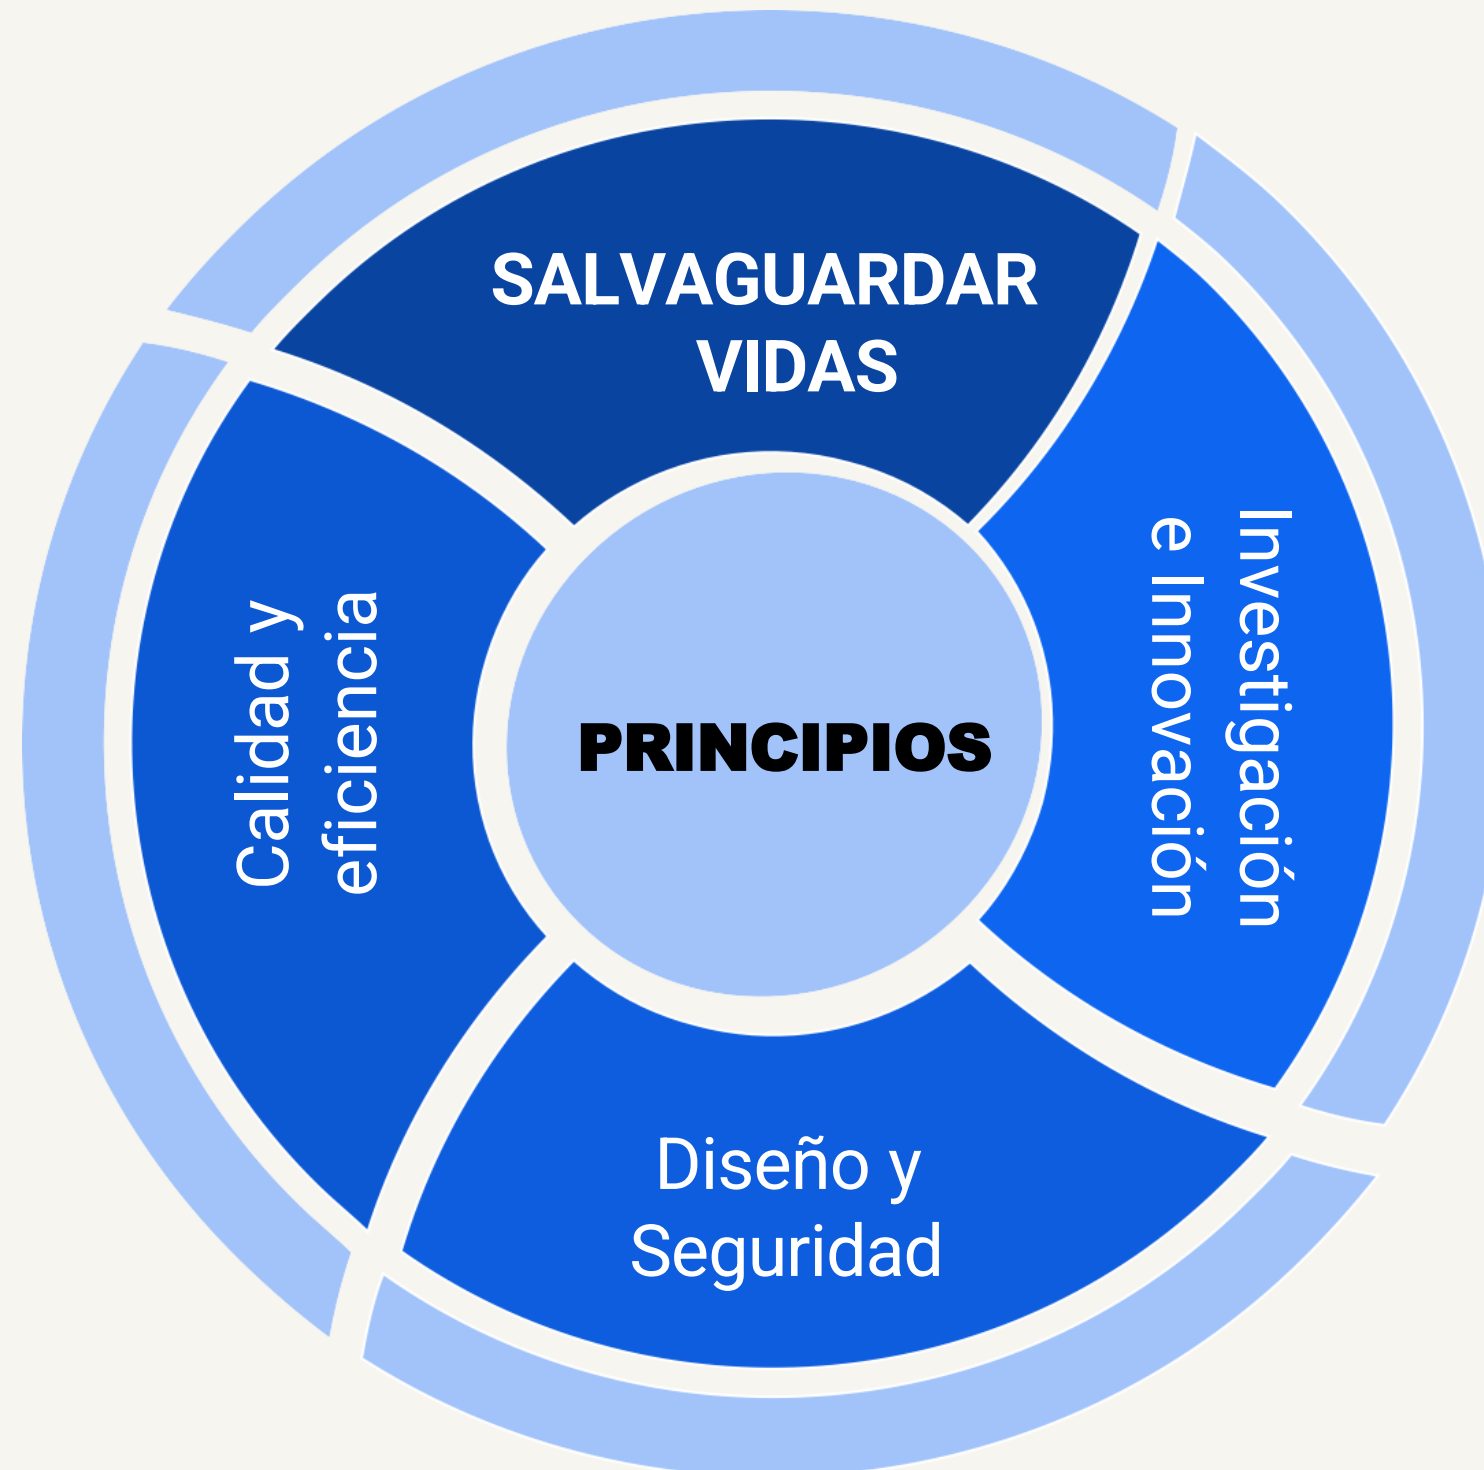 SALVAGUARDAR
VIDAS
Investigación
e Innovación
Diseño y
Seguridad
Calidad y
eficiencia
PRINCIPIOS